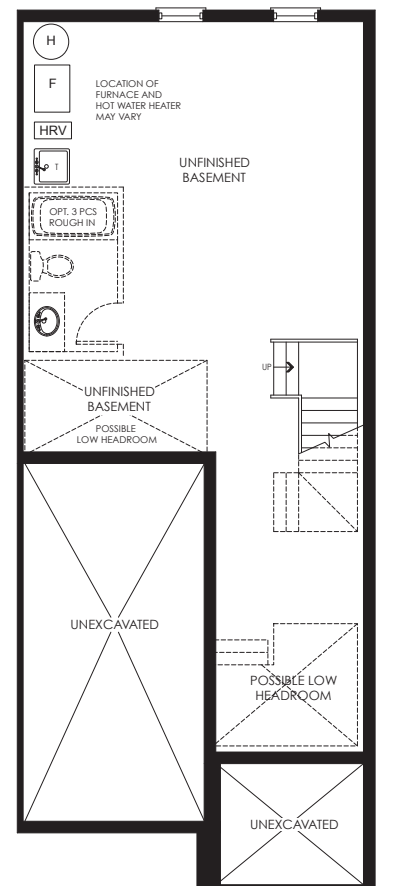 H
F
LOCATION OF
FURNACE AND
HOT WATER HEATER
MAY VARY
HRV
T
UNFINISHED
BASEMENT
OPT. 3 PCS
ROUGH IN
UP
UNFINISHED
BASEMENT
POSSIBLE
LOW HEADROOM
UNEXCAVATED
POSSIBLE LOW
HEADROOM
UNEXCAVATED